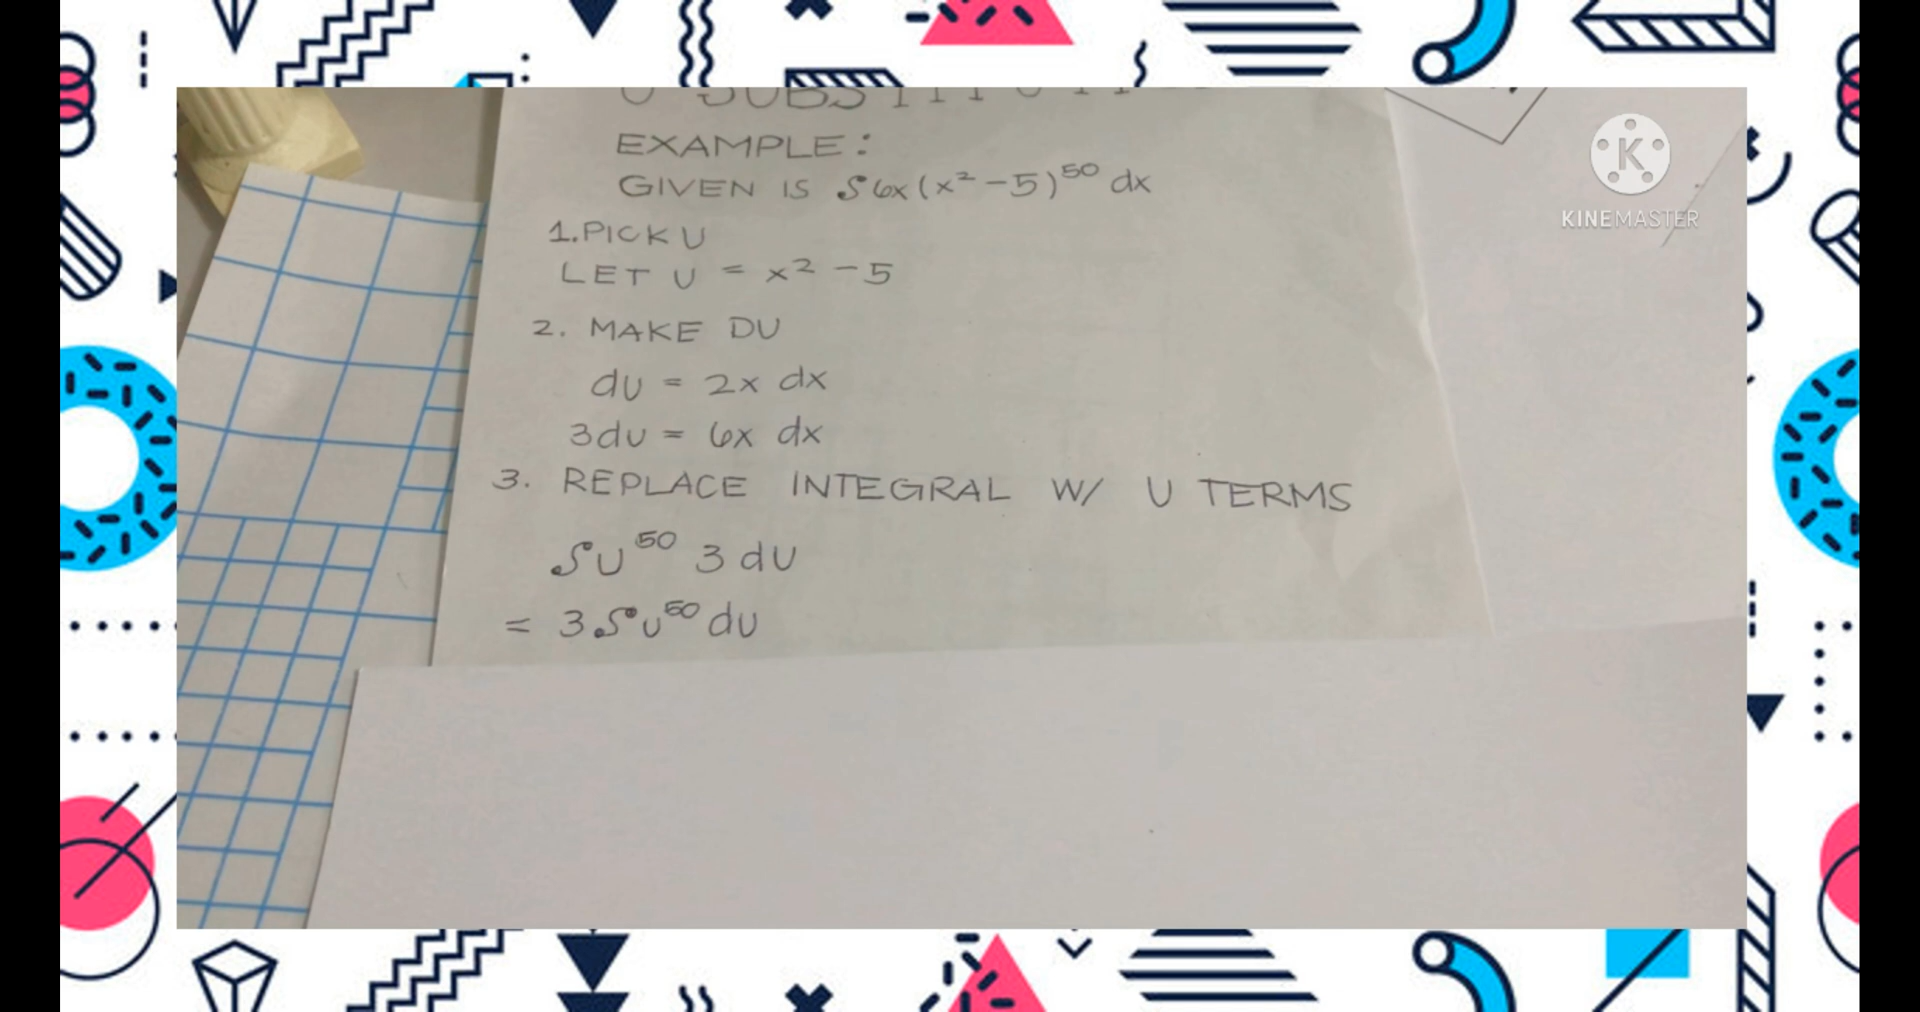 U SUBSTITUTI
EXAMPLE:
GIVEN IS ∫6x(x² -5)⁵⁰ dx
1.PICK U
LET U = x² -5
2. MAKE DU
du = 2x dx
3du = 6x dx
3. REPLACE INTEGRAL W/ U TERMS
∫U⁵⁰ 3 dU
= 3∫U⁵⁰ dU
KINEMASTER